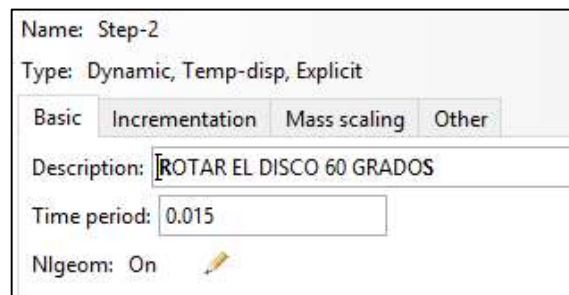 Name: Step-2
Type: Dynamic, Temp-disp, Explicit
Basic Incrementation Mass scaling Other
Description: ROTAR EL DISCO 60 GRADOS
Time period: 0.015
Nlgeom: On